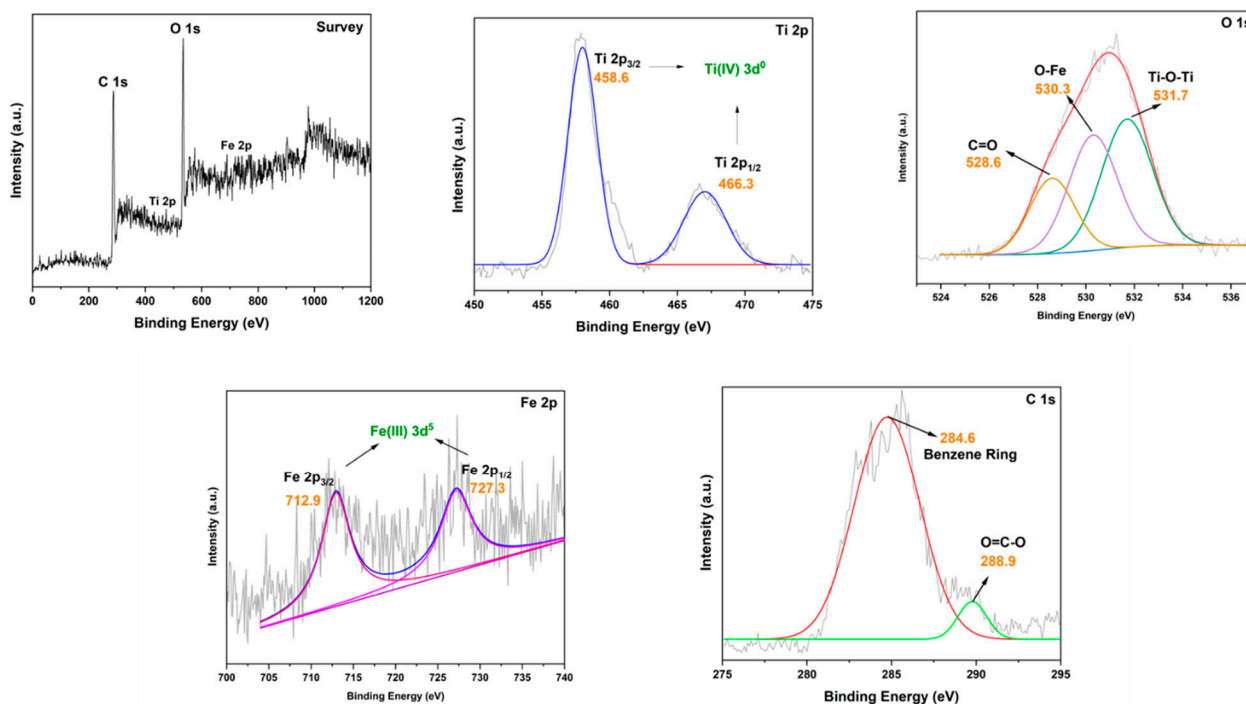 Survey
C 1s
O 1s
Fe 2p
Ti 2p
Intensity (a.u.)
0 200 400 600 800 1000 1200
Binding Energy (eV)
Ti 2p
Ti 2p3/2
458.6
Ti(IV) 3d⁰
Ti 2p1/2
466.3
Intensity (a.u.)
450 455 460 465 470 475
Binding Energy (eV)
O 1s
O-Fe
530.3
Ti-O-Ti
531.7
C=O
528.6
Intensity (a.u.)
524 526 528 530 532 534 536
Binding Energy (eV)
Fe 2p
Fe(III) 3d⁵
Fe 2p3/2
712.9
Fe 2p1/2
727.3
Intensity (a.u.)
700 705 710 715 720 725 730 735 740
Binding Energy (eV)
C 1s
284.6
Benzene Ring
O=C-O
288.9
Intensity (a.u.)
275 280 285 290 295
Binding Energy (eV)